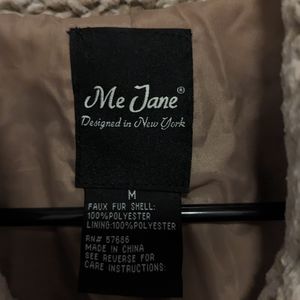 Me Jane®
Designed in New York
M
FAUX FUR SHELL:
100%POLYESTER
LINING:100%POLYESTER
RN# 57686
MADE IN CHINA
SEE REVERSE FOR
CARE INSTRUCTIONS: